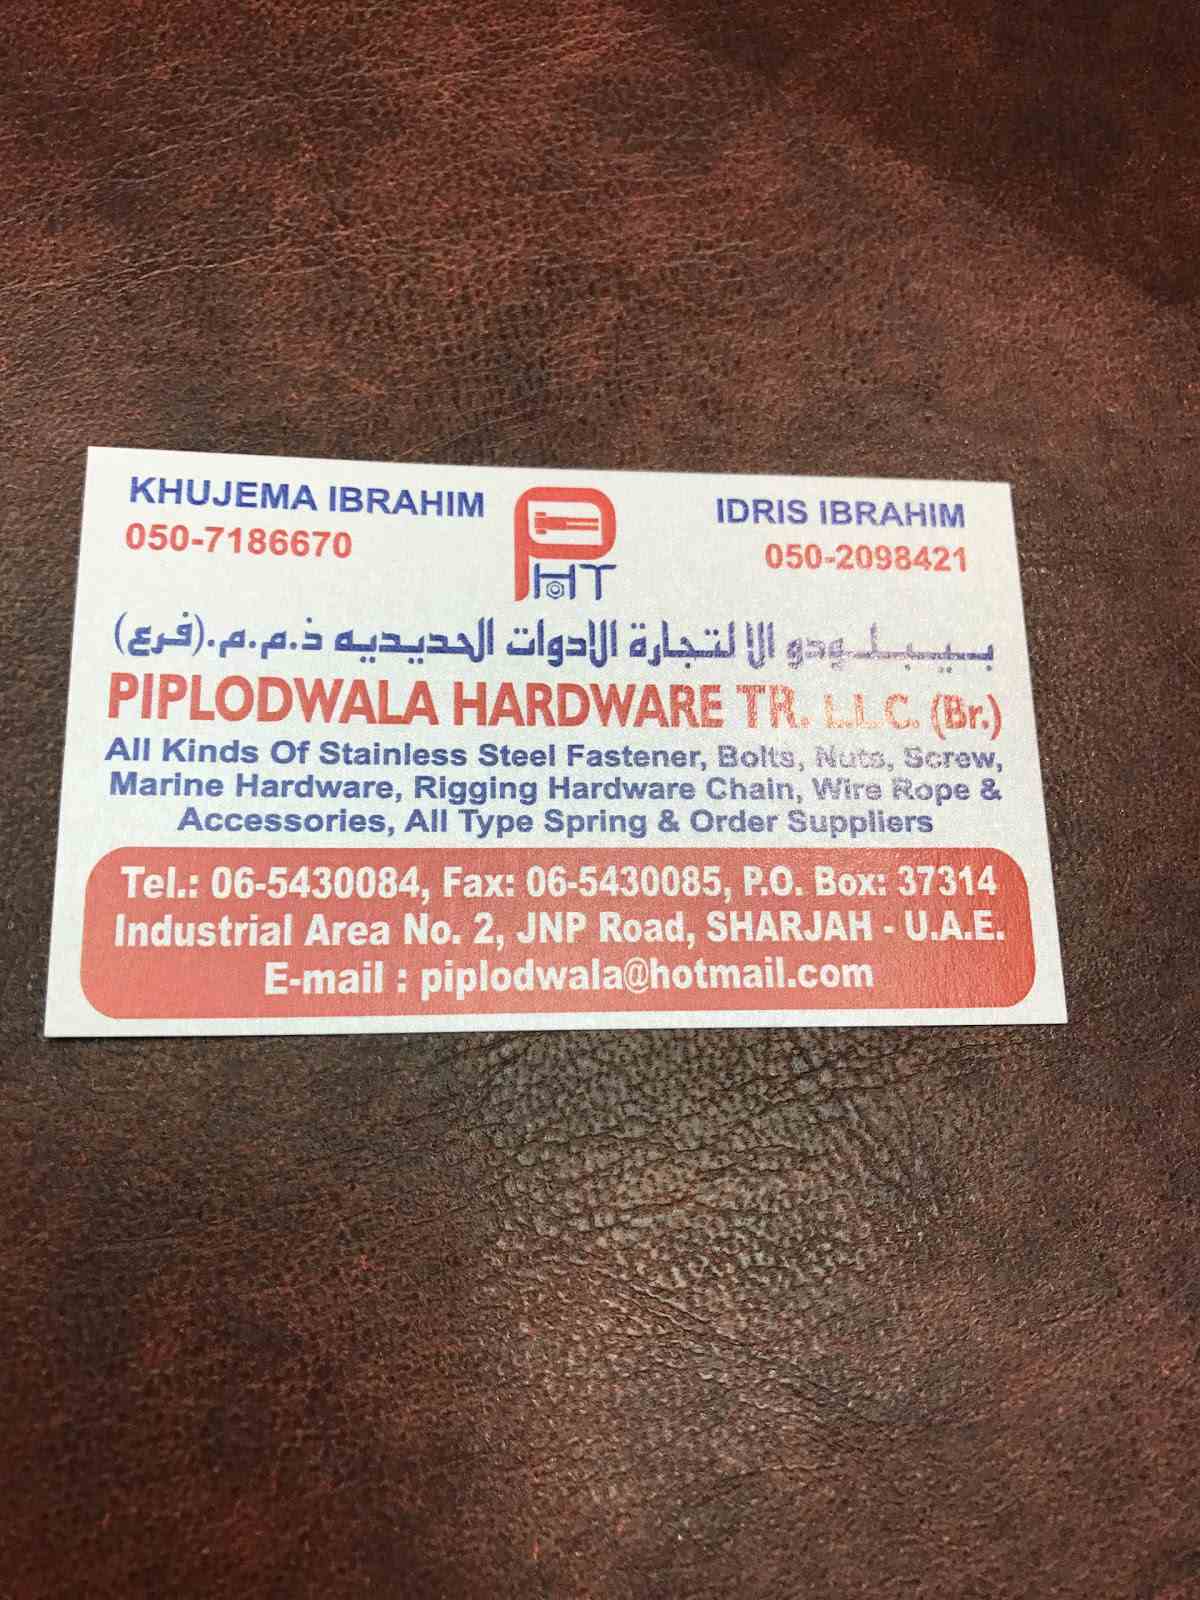 KHUJEMA IBRAHIM
050-7186670
PHT
IDRIS IBRAHIM
050-2098421
بيبلودو الا لتجارة الادوات الحديديه ذ.م.م.(فرع)
PIPLODWALA HARDWARE TR. L.L.C. (Br.)
All Kinds Of Stainless Steel Fastener, Bolts, Nuts, Screw,
Marine Hardware, Rigging Hardware Chain, Wire Rope &
Accessories, All Type Spring & Order Suppliers
Tel.: 06-5430084, Fax: 06-5430085, P.O. Box: 37314
Industrial Area No. 2, JNP Road, SHARJAH - U.A.E.
E-mail : piplodwala@hotmail.com